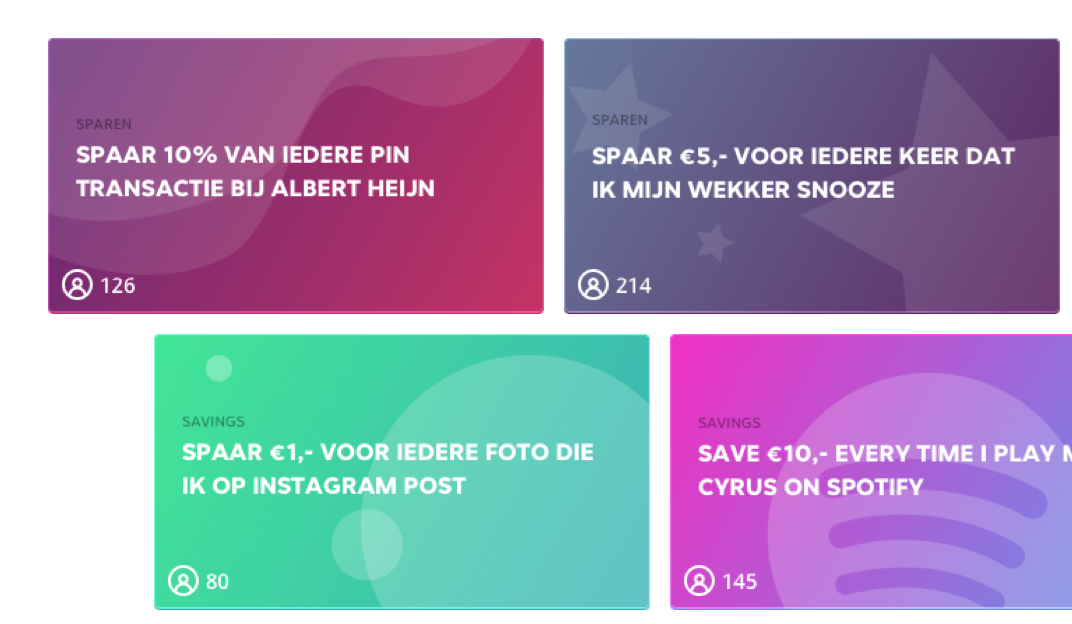 SPAREN
SPAAR 10% VAN IEDERE PIN
TRANSACTIE BIJ ALBERT HEIJN
126
SPAREN
SPAAR €5,- VOOR IEDERE KEER DAT
IK MIJN WEKKER SNOOZE
214
SAVINGS
SPAAR €1,- VOOR IEDERE FOTO DIE
IK OP INSTAGRAM POST
80
SAVINGS
SAVE €10,- EVERY TIME I PLAY
CYRUS ON SPOTIFY
145